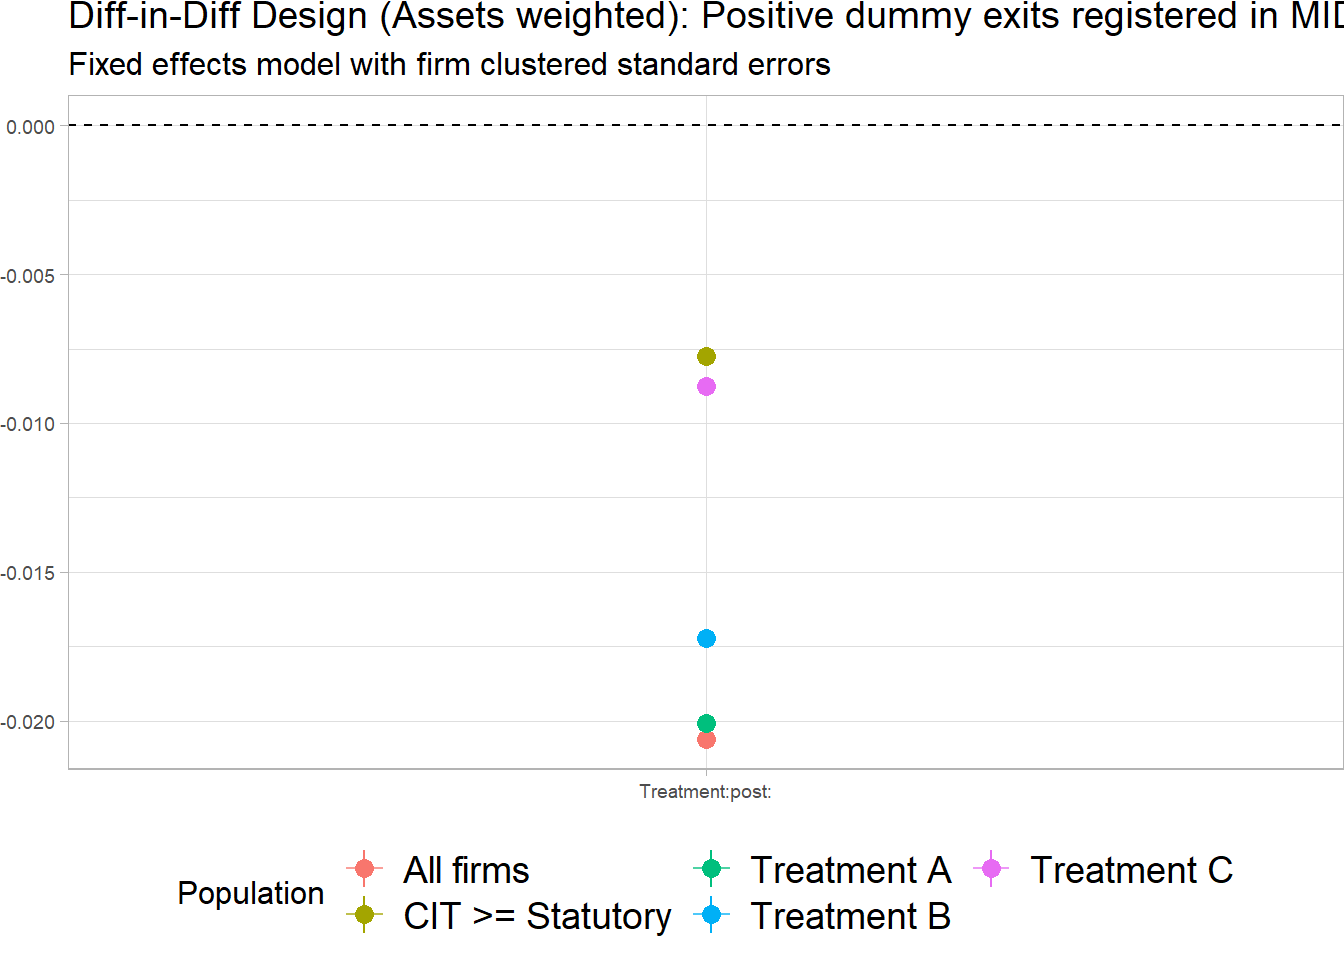 Diff-in-Diff Design (Assets weighted): Positive dummy exits registered in MID
Fixed effects model with firm clustered standard errors
0.000
-0.005
-0.010
-0.015
-0.020
Treatment:post:
Population
All firms
CIT >= Statutory
Treatment A
Treatment B
Treatment C